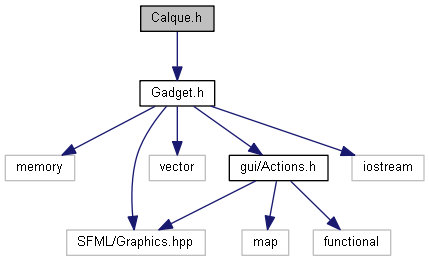 Calque.h
Gadget.h
memory
vector
gui/Actions.h
iostream
SFML/Graphics.hpp
map
functional